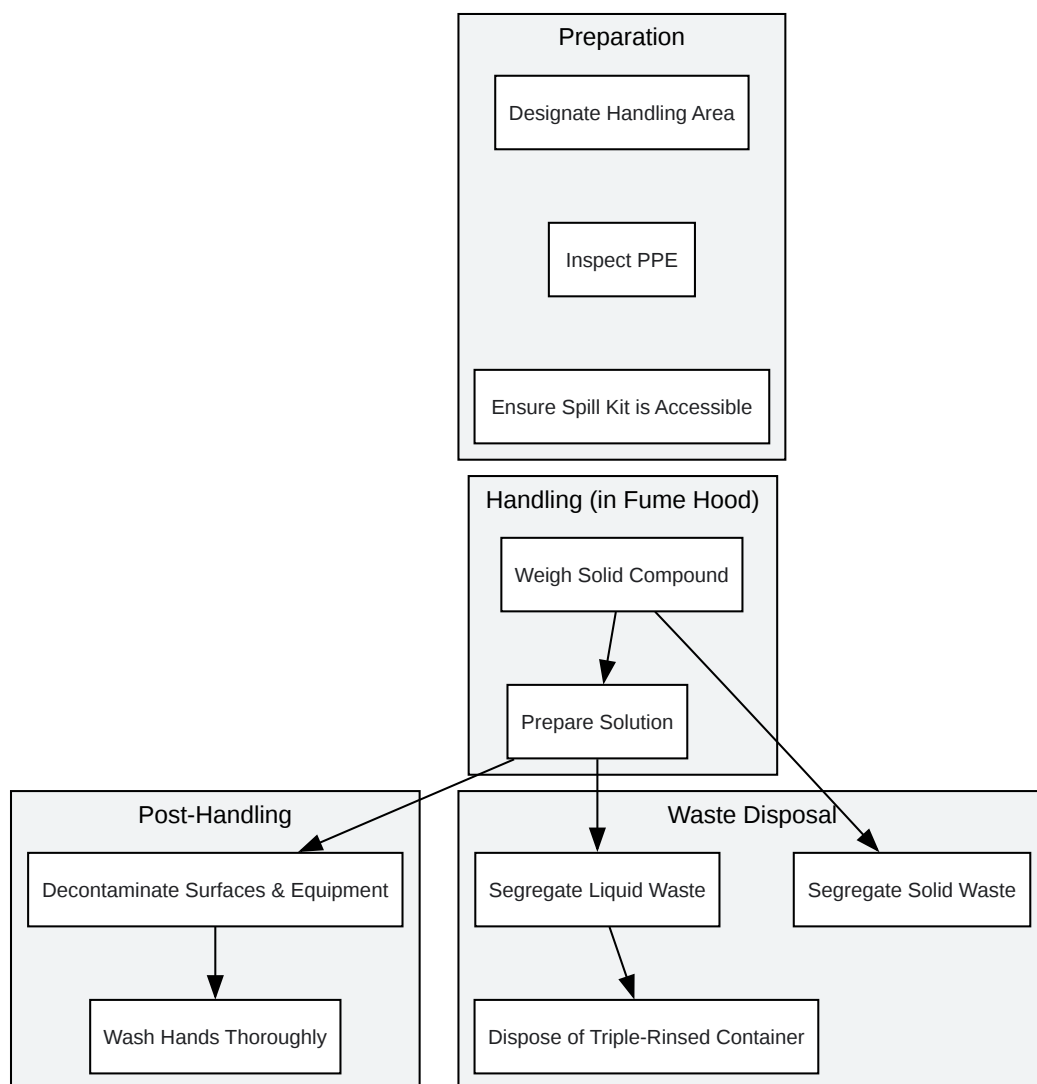 Preparation
Designate Handling Area
Inspect PPE
Ensure Spill Kit is Accessible
Handling (in Fume Hood)
Weigh Solid Compound
Prepare Solution
Post-Handling
Decontaminate Surfaces & Equipment
Wash Hands Thoroughly
Waste Disposal
Segregate Liquid Waste
Segregate Solid Waste
Dispose of Triple-Rinsed Container